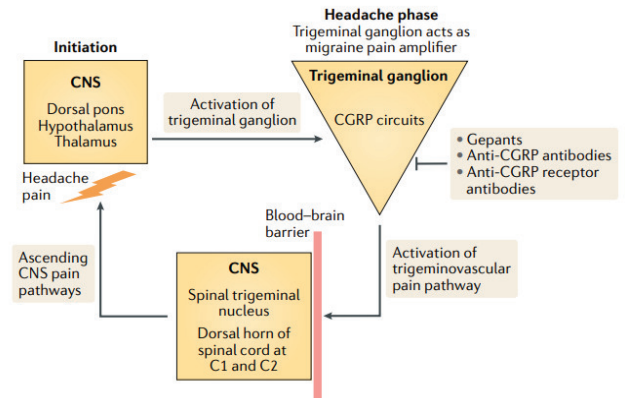 Headache phase
Trigeminal ganglion acts as
migraine pain amplifier
Initiation
CNS
Dorsal pons
Hypothalamus
Thalamus
Activation of
trigeminal ganglion
Trigeminal ganglion
CGRP circuits
• Gepants
• Anti-CGRP antibodies
• Anti-CGRP receptor
antibodies
Headache
pain
Blood–brain
barrier
Ascending
CNS pain
pathways
CNS
Spinal trigeminal
nucleus
Dorsal horn of
spinal cord at
C1 and C2
Activation of
trigeminovascular
pain pathway